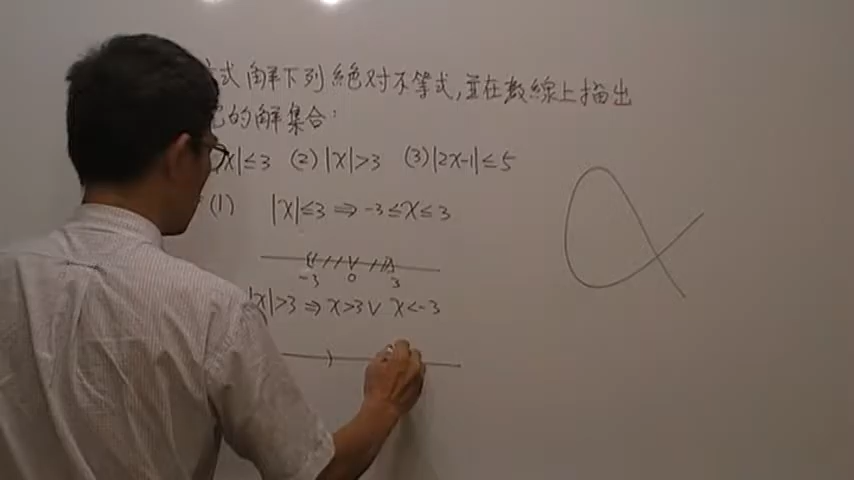 式解下列絕对不等式,並在數線上描出
的解集合:
|x|≤3 (2)|x|>3 (3)|2x-1|≤5
(1) |x|≤3 ⇒ -3≤x≤3
-3 0 3
|x|>3 ⇒ x>3 ∨ x<-3